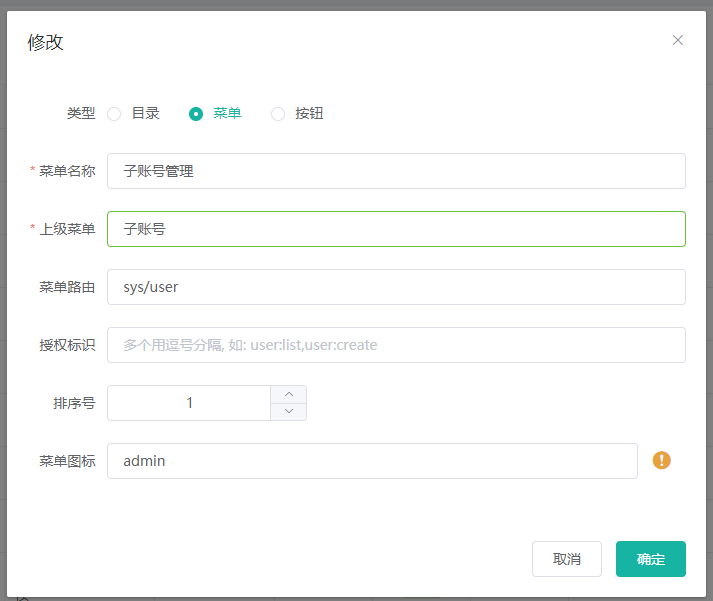 修改
类型 目录 菜单 按钮
* 菜单名称 子账号管理
* 上级菜单 子账号
菜单路由 sys/user
授权标识 多个用逗号分隔, 如: user:list,user:create
排序号 1
菜单图标 admin
取消 确定